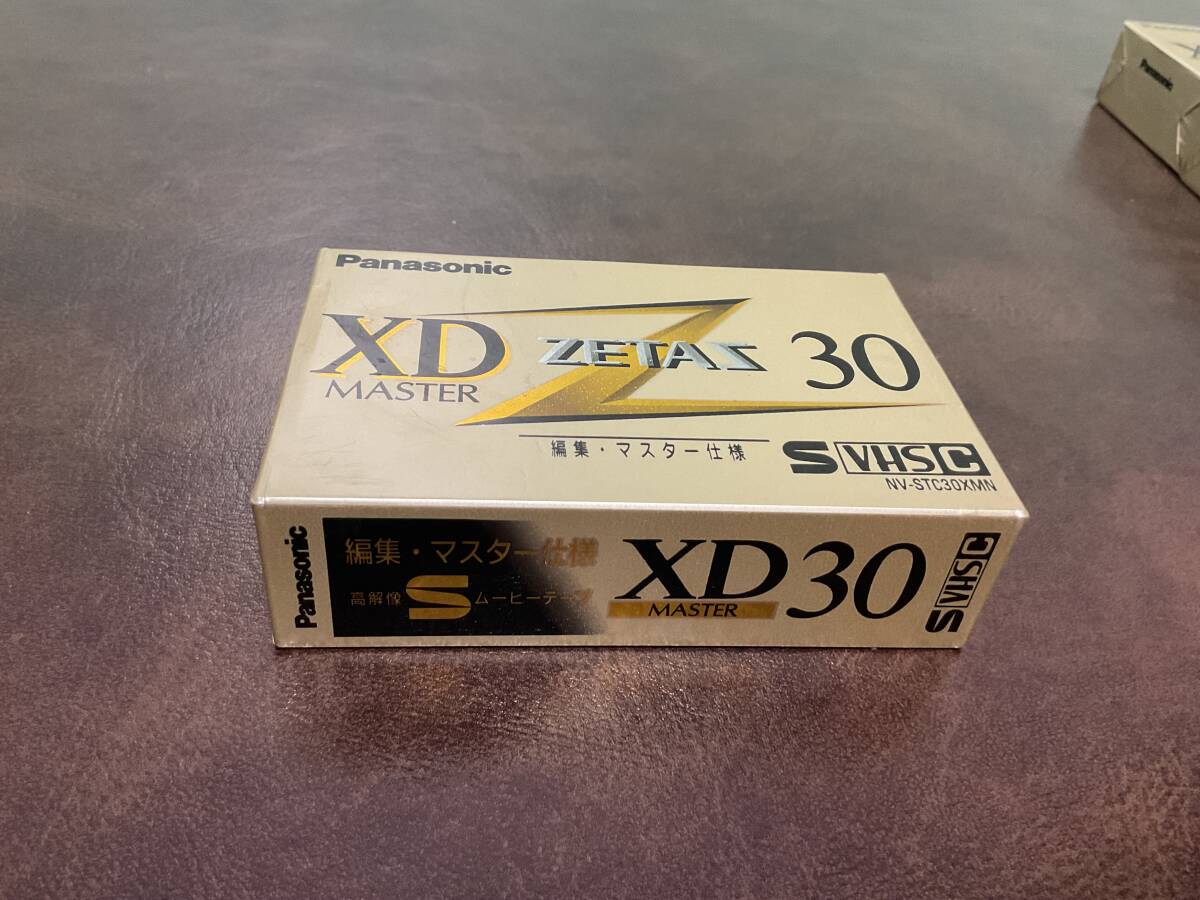 Panasonic
XD MASTER ZETAS 30
編集・マスター仕様
S VHS C
NV-STC30XMN
Panasonic
編集・マスター仕様
高解像 S ムービーテープ
XD MASTER 30
S VHS C
Panasonic